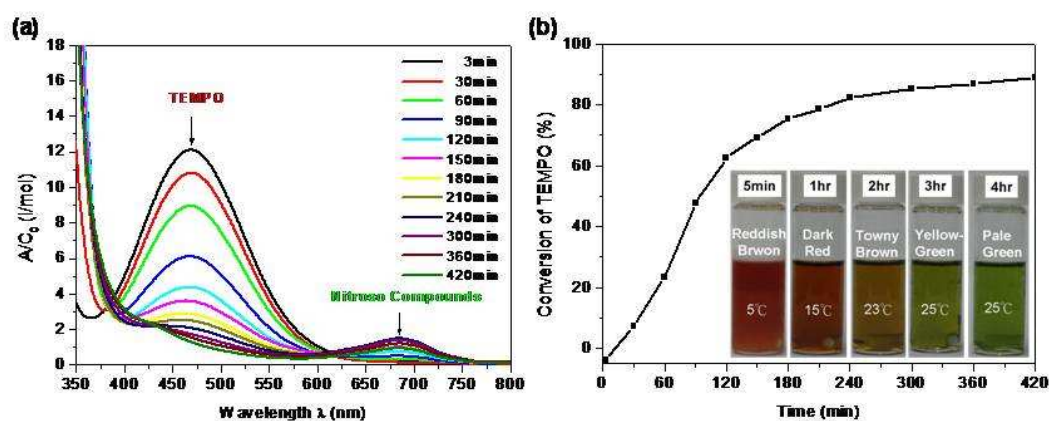 (a)
18
16
14
12
10
8
6
4
2
0
A/C0 (l/mol)
TEMPO
Nitroso Compounds
3min
30min
60min
90min
120min
150min
180min
210min
240min
300min
360min
420min
350 400 450 500 550 600 650 700 750 800
Wavelength λ (nm)
(b)
100
80
60
40
20
0
Conversion of TEMPO (%)
5min 1hr 2hr 3hr 4hr
Reddish Dark Towny Yellow- Pale
Brwon Red Brown Green Green
5℃ 15℃ 23℃ 25℃ 25℃
0 60 120 180 240 300 360 420
Time (min)